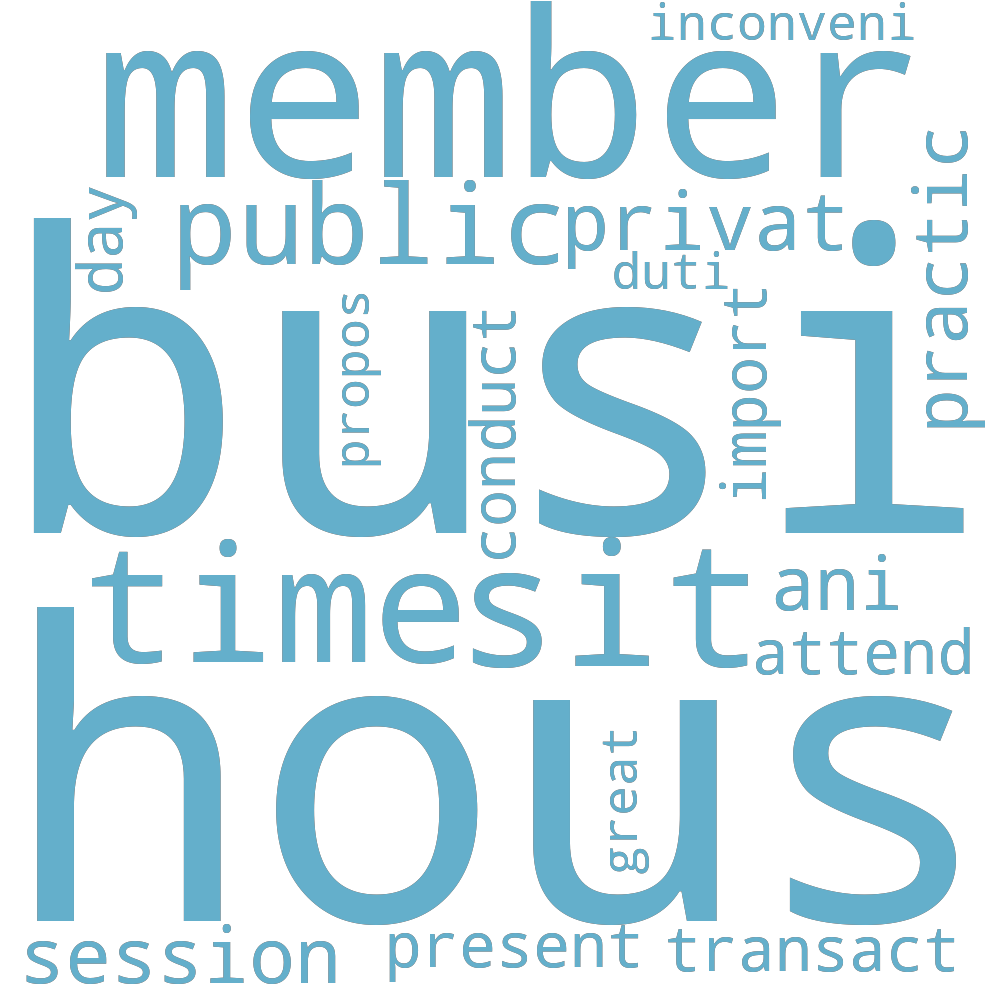 inconveni
member
practic
day
public
privat
duti
busi
propos
conduct
import
time
sit
ani
attend
hous
great
session
present
transact